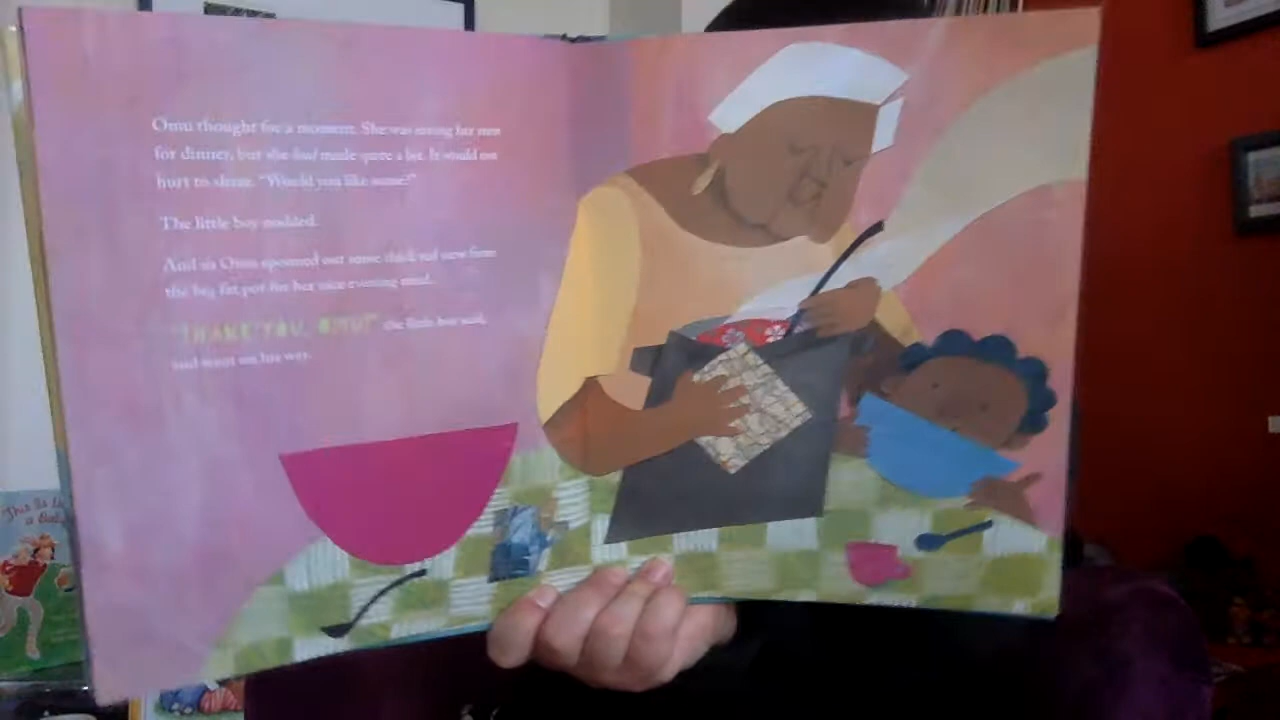 Omu thought for a moment. She was saving her stew
for dinner, but she had made quite a bit. It would not
hurt to share. "Would you like some?"
The little boy nodded.
And so Omu spooned out some thick red stew from
the big fat pot for her nice evening meal.
"THANK YOU, OMU!" the little boy said,
and went on his way.
This